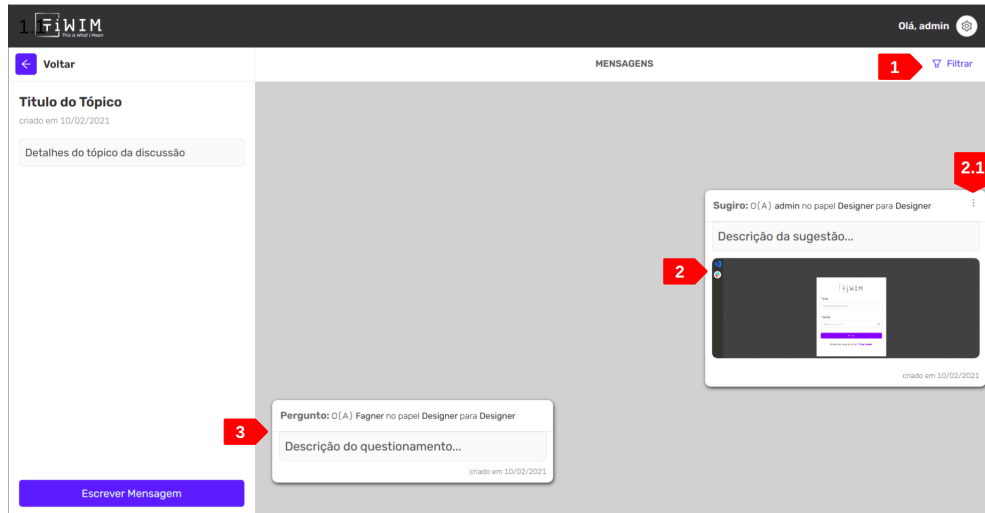 1.1
TiWIM
This is What I Mean
Olá, admin
Voltar
MENSAGENS
1
Filtrar
Titulo do Tópico
criado em 10/02/2021
Detalhes do tópico da discussão
2.1
Sugiro: O(A) admin no papel Designer para Designer
Descrição da sugestão...
2
TiWIM
criado em 10/02/2021
3
Pergunto: O(A) Fagner no papel Designer para Designer
Descrição do questionamento...
criado em 10/02/2021
Escrever Mensagem